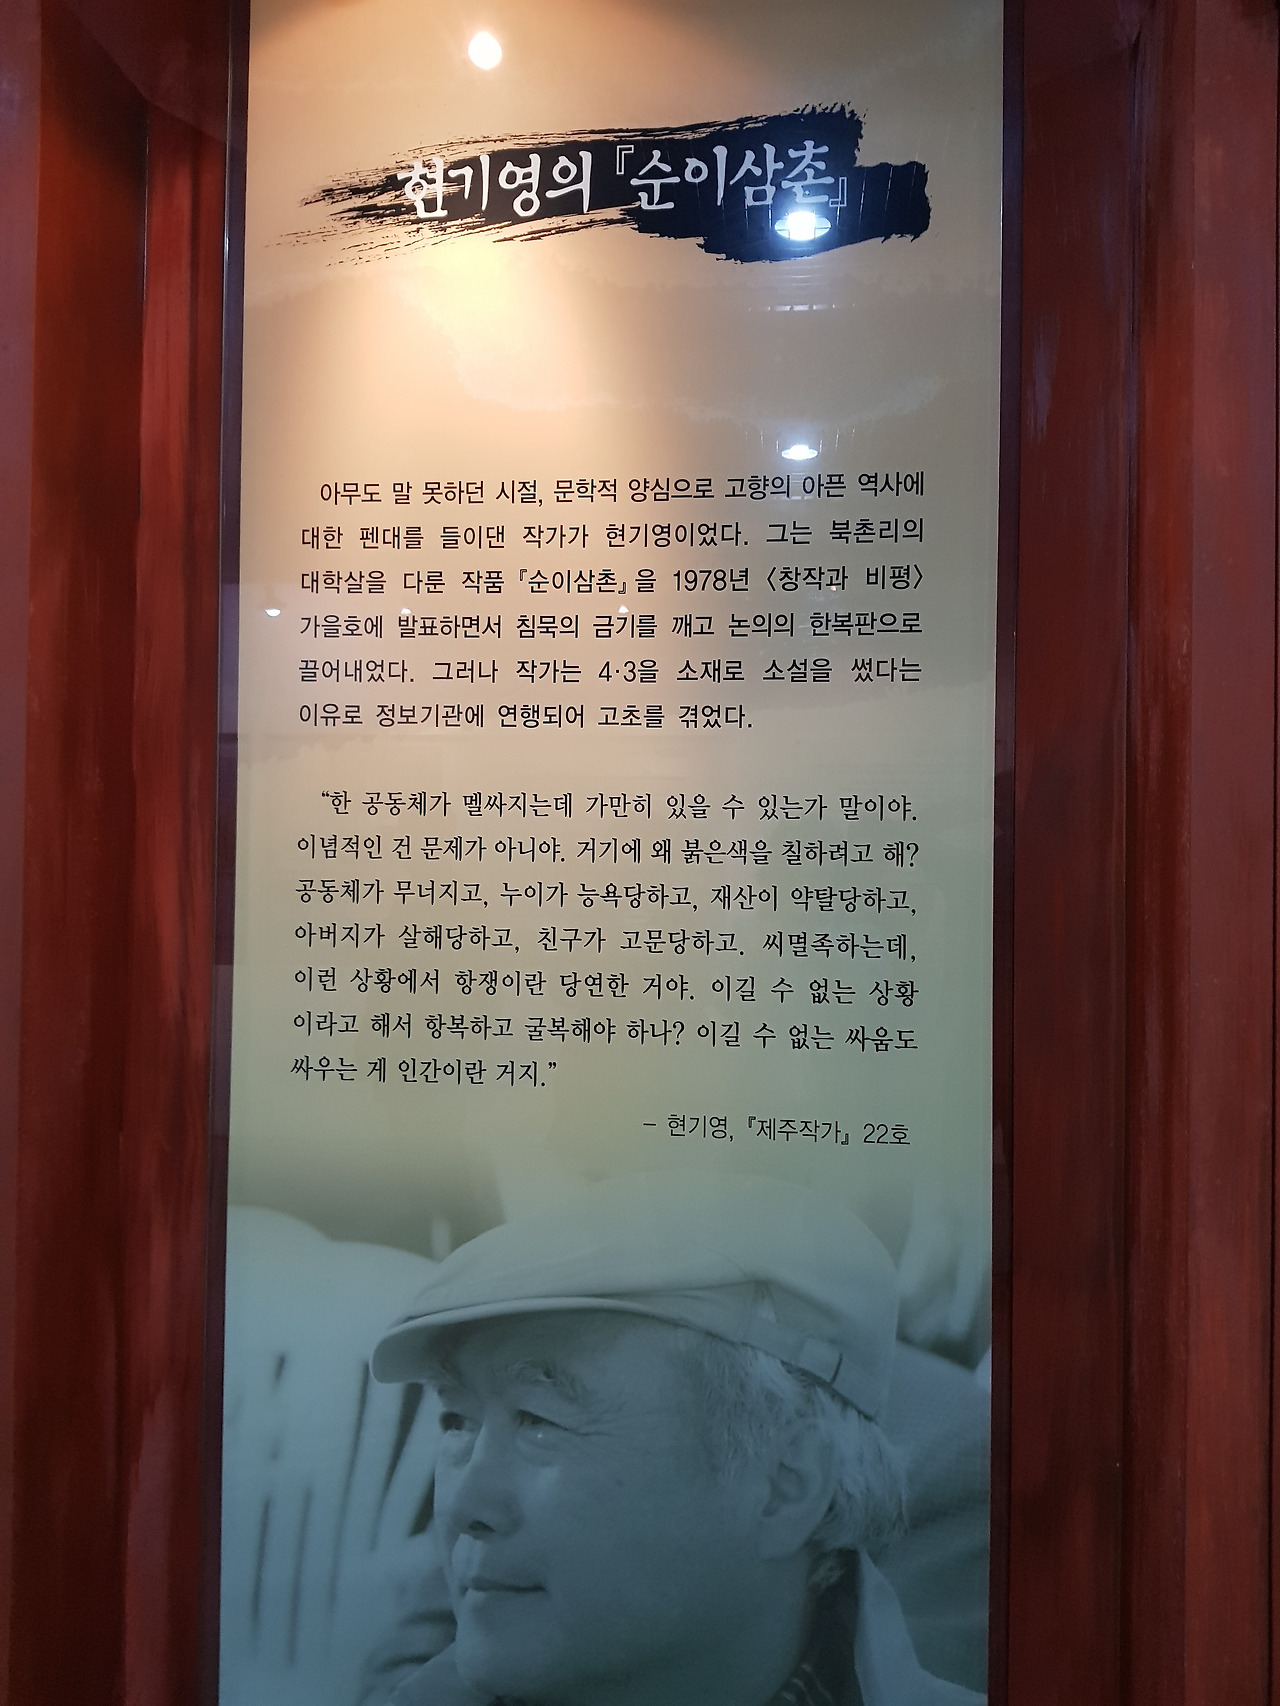 현기영의 『순이삼촌』
아무도 말 못하던 시절, 문학적 양심으로 고향의 아픈 역사에
대한 펜대를 들이댄 작가가 현기영이었다. 그는 북촌리의
대학살을 다룬 작품 『순이삼촌』을 1978년 〈창작과 비평〉
가을호에 발표하면서 침묵의 금기를 깨고 논의의 한복판으로
끌어내었다. 그러나 작가는 4·3을 소재로 소설을 썼다는
이유로 정보기관에 연행되어 고초를 겪었다.
“한 공동체가 멜싸지는데 가만히 있을 수 있는가 말이야.
이념적인 건 문제가 아니야. 거기에 왜 붉은색을 칠하려고 해?
공동체가 무너지고, 누이가 능욕당하고, 재산이 약탈당하고,
아버지가 살해당하고, 친구가 고문당하고. 씨멸족하는데,
이런 상황에서 항쟁이란 당연한 거야. 이길 수 없는 상황
이라고 해서 항복하고 굴복해야 하나? 이길 수 없는 싸움도
싸우는 게 인간이란 거지.”
– 현기영, 『제주작가』 22호